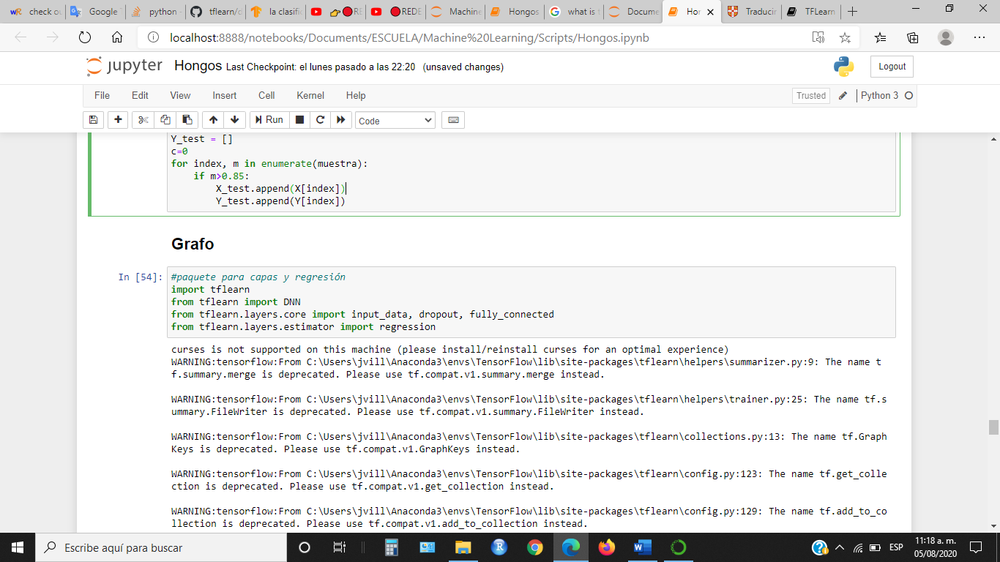 check ou
Google T
python -
tflearn/d
la clasific
RE
REDE
Machine
Hongos
what is t
Docume
Hor
Traducir
TFLearn
localhost:8888/notebooks/Documents/ESCUELA/Machine%20Learning/Scripts/Hongos.ipynb
jupyter Hongos Last Checkpoint: el lunes pasado a las 22:20 (unsaved changes)
Logout
File Edit View Insert Cell Kernel Help
Trusted Python 3
Run Code
Y_test = []
c=0
for index, m in enumerate(muestra):
    if m>0.85:
        X_test.append(X[index])
        Y_test.append(Y[index])
Grafo
In [54]:
#paquete para capas y regresión
import tflearn
from tflearn import DNN
from tflearn.layers.core import input_data, dropout, fully_connected
from tflearn.layers.estimator import regression
curses is not supported on this machine (please install/reinstall curses for an optimal experience)
WARNING:tensorflow:From C:\Users\jvill\Anaconda3\envs\TensorFlow\lib\site-packages\tflearn\helpers\summarizer.py:9: The name t
f.summary.merge is deprecated. Please use tf.compat.v1.summary.merge instead.
WARNING:tensorflow:From C:\Users\jvill\Anaconda3\envs\TensorFlow\lib\site-packages\tflearn\helpers\trainer.py:25: The name tf.s
ummary.FileWriter is deprecated. Please use tf.compat.v1.summary.FileWriter instead.
WARNING:tensorflow:From C:\Users\jvill\Anaconda3\envs\TensorFlow\lib\site-packages\tflearn\collections.py:13: The name tf.Graph
Keys is deprecated. Please use tf.compat.v1.GraphKeys instead.
WARNING:tensorflow:From C:\Users\jvill\Anaconda3\envs\TensorFlow\lib\site-packages\tflearn\config.py:123: The name tf.get_colle
ction is deprecated. Please use tf.compat.v1.get_collection instead.
WARNING:tensorflow:From C:\Users\jvill\Anaconda3\envs\TensorFlow\lib\site-packages\tflearn\config.py:129: The name tf.add_to_co
llection is deprecated. Please use tf.compat.v1.add_to_collection instead.
Escribe aquí para buscar
ESP
11:18 a. m.
05/08/2020